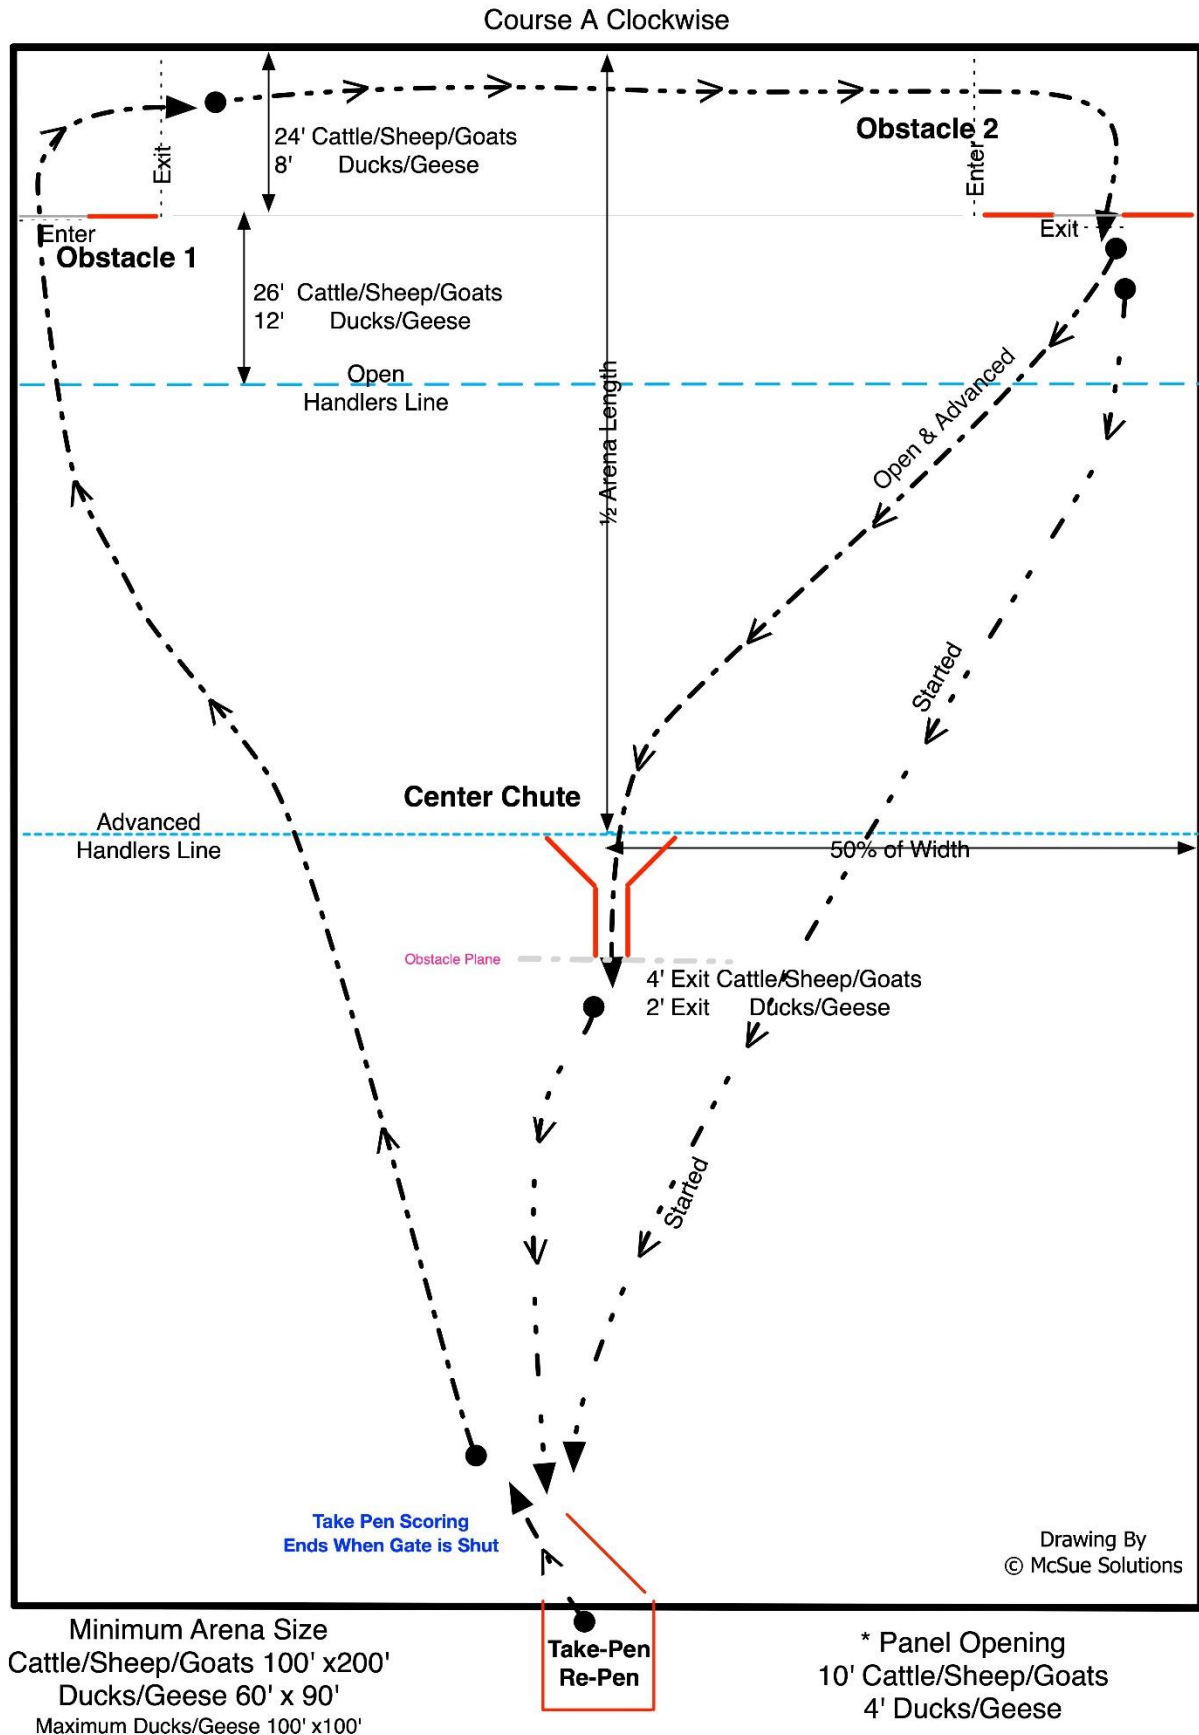 Course A Clockwise
24' Cattle/Sheep/Goats
8' Ducks/Geese
Exit
Obstacle 2
Enter
Enter
Obstacle 1
Exit
26' Cattle/Sheep/Goats
12' Ducks/Geese
Open
Handlers Line
½ Arena Length
Open & Advanced
Started
Center Chute
Advanced
Handlers Line
50% of Width
Obstacle Plane
4' Exit Cattle/Sheep/Goats
2' Exit Ducks/Geese
Started
Take Pen Scoring
Ends When Gate is Shut
Drawing By
© McSue Solutions
Take-Pen
Re-Pen
Minimum Arena Size
Cattle/Sheep/Goats 100' x200'
Ducks/Geese 60' x 90'
Maximum Ducks/Geese 100' x100'
* Panel Opening
10' Cattle/Sheep/Goats
4' Ducks/Geese